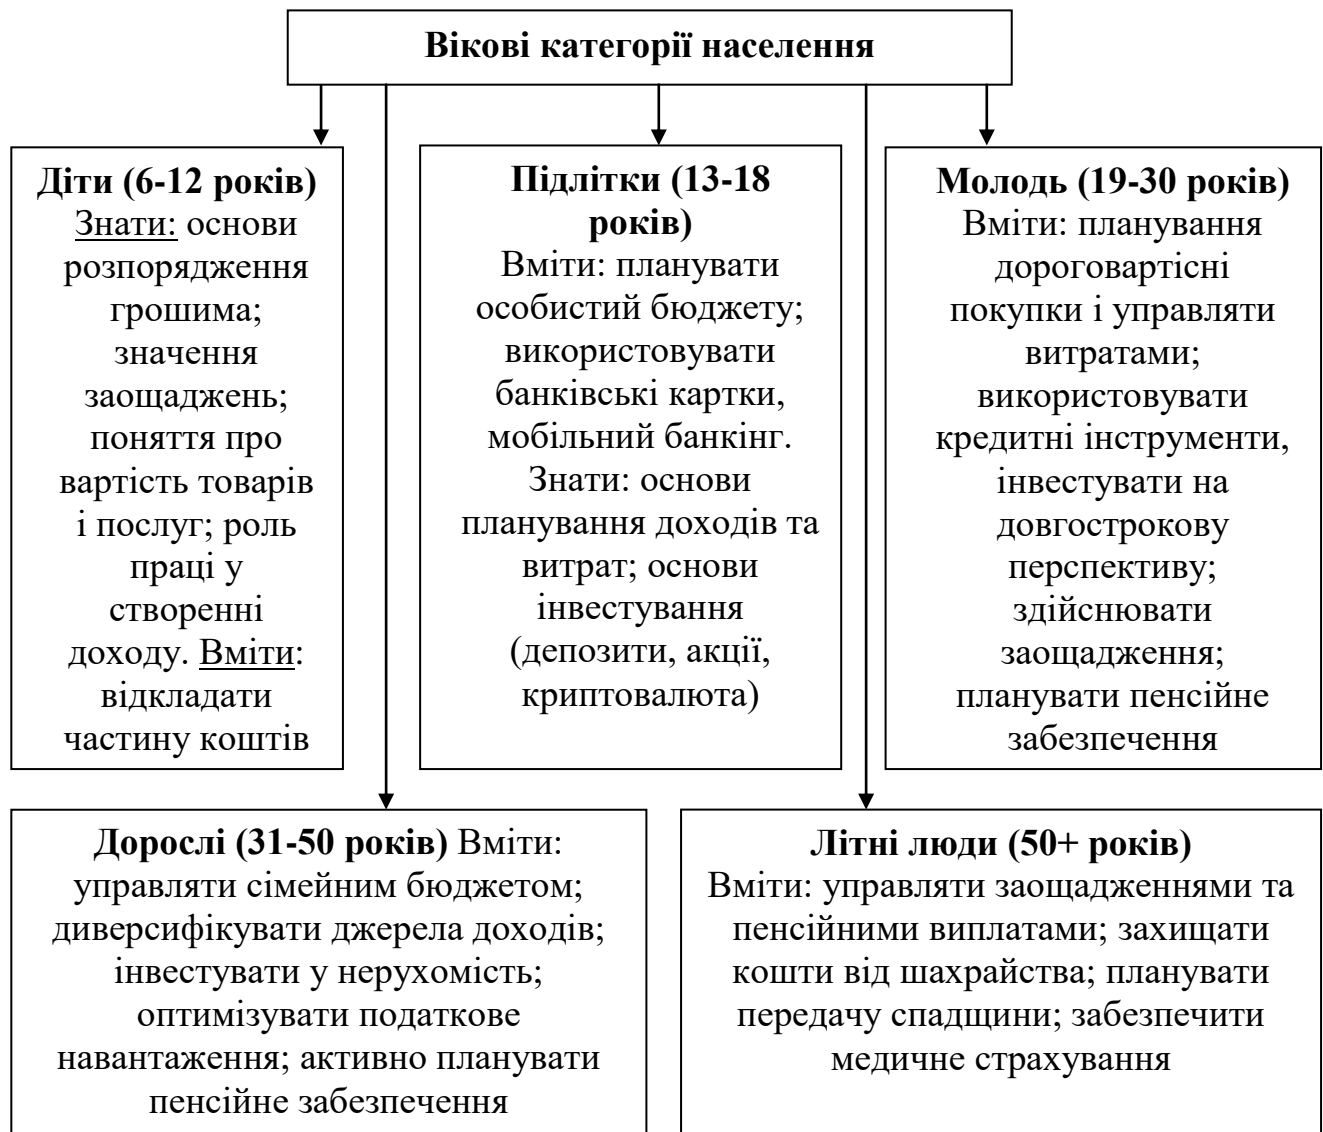 Вікові категорії населення
Діти (6-12 років)
Знати: основи
розпорядження
грошима;
значення
заощаджень;
поняття про
вартість товарів
і послуг; роль
праці у
створенні
доходу. Вміти:
відкладати
частину коштів
Підлітки (13-18
років)
Вміти: планувати
особистий бюджету;
використовувати
банківські картки,
мобільний банкінг.
Знати: основи
планування доходів та
витрат; основи
інвестування
(депозити, акції,
криптовалюта)
Молодь (19-30 років)
Вміти: планування
дороговартісні
покупки і управляти
витратами;
використовувати
кредитні інструменти,
інвестувати на
довгострокову
перспективу;
здійснювати
заощадження;
планувати пенсійне
забезпечення
Дорослі (31-50 років) Вміти:
управляти сімейним бюджетом;
диверсифікувати джерела доходів;
інвестувати у нерухомість;
оптимізувати податкове
навантаження; активно планувати
пенсійне забезпечення
Літні люди (50+ років)
Вміти: управляти заощадженнями та
пенсійними виплатами; захищати
кошти від шахрайства; планувати
передачу спадщини; забезпечити
медичне страхування